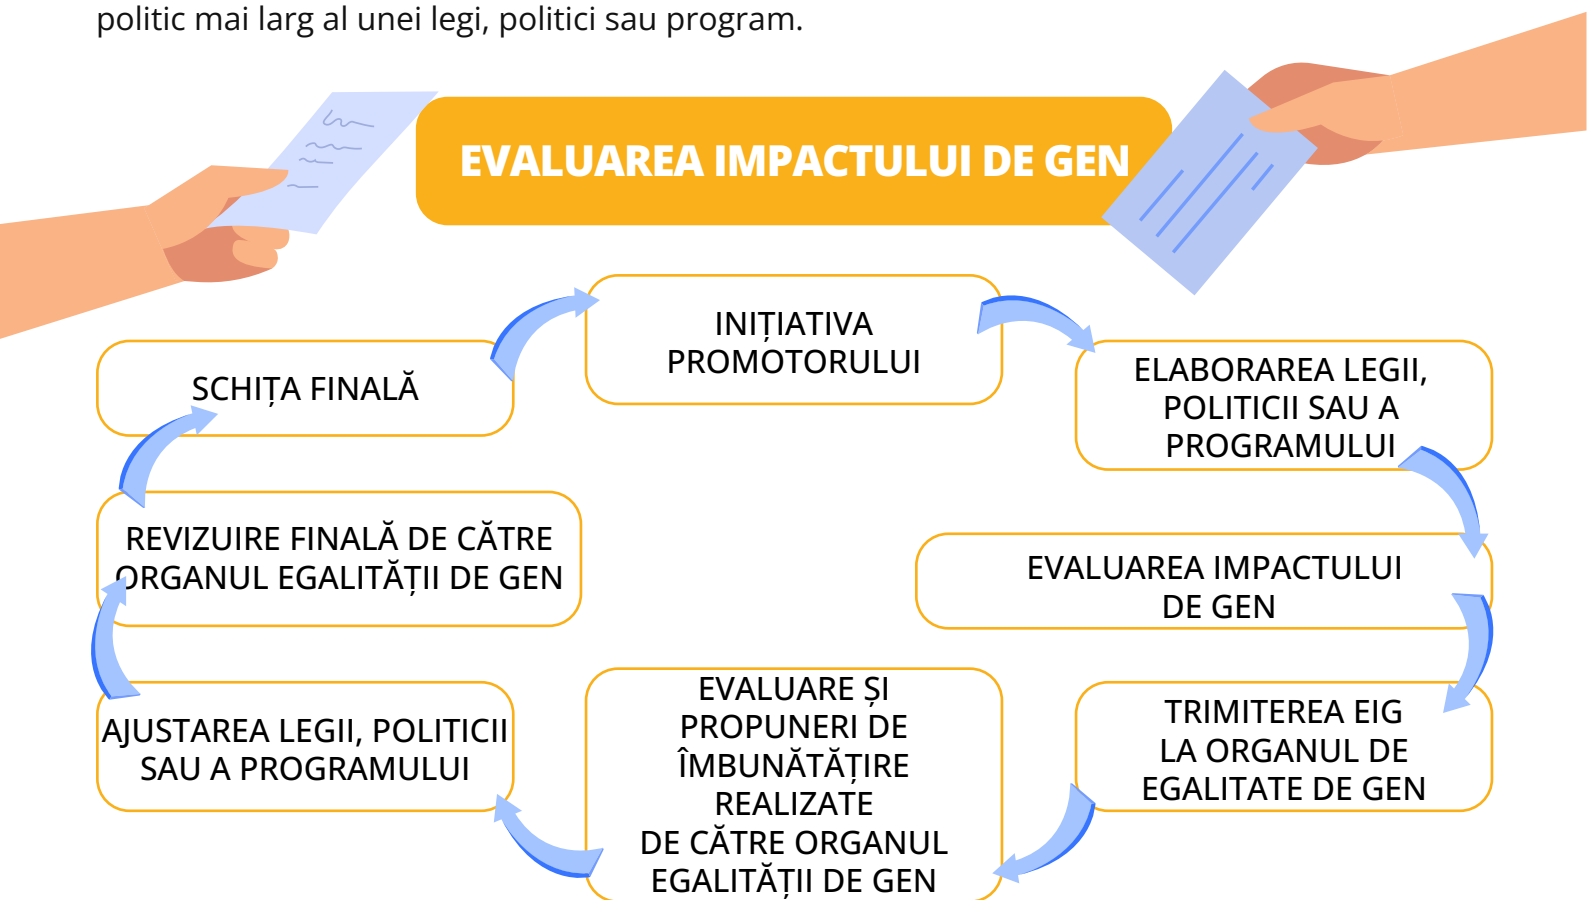 politic mai larg al unei legi, politici sau program.
EVALUAREA IMPACTULUI DE GEN
INIȚIATIVA
PROMOTORULUI
ELABORAREA LEGII,
POLITICII SAU A
PROGRAMULUI
EVALUAREA IMPACTULUI
DE GEN
TRIMITEREA EIG
LA ORGANUL DE
EGALITATE DE GEN
EVALUARE ȘI
PROPUNERI DE
ÎMBUNĂTĂȚIRE
REALIZATE
DE CĂTRE ORGANUL
EGALITĂȚII DE GEN
AJUSTAREA LEGII, POLITICII
SAU A PROGRAMULUI
REVIZUIRE FINALĂ DE CĂTRE
ORGANUL EGALITĂȚII DE GEN
SCHIȚA FINALĂ